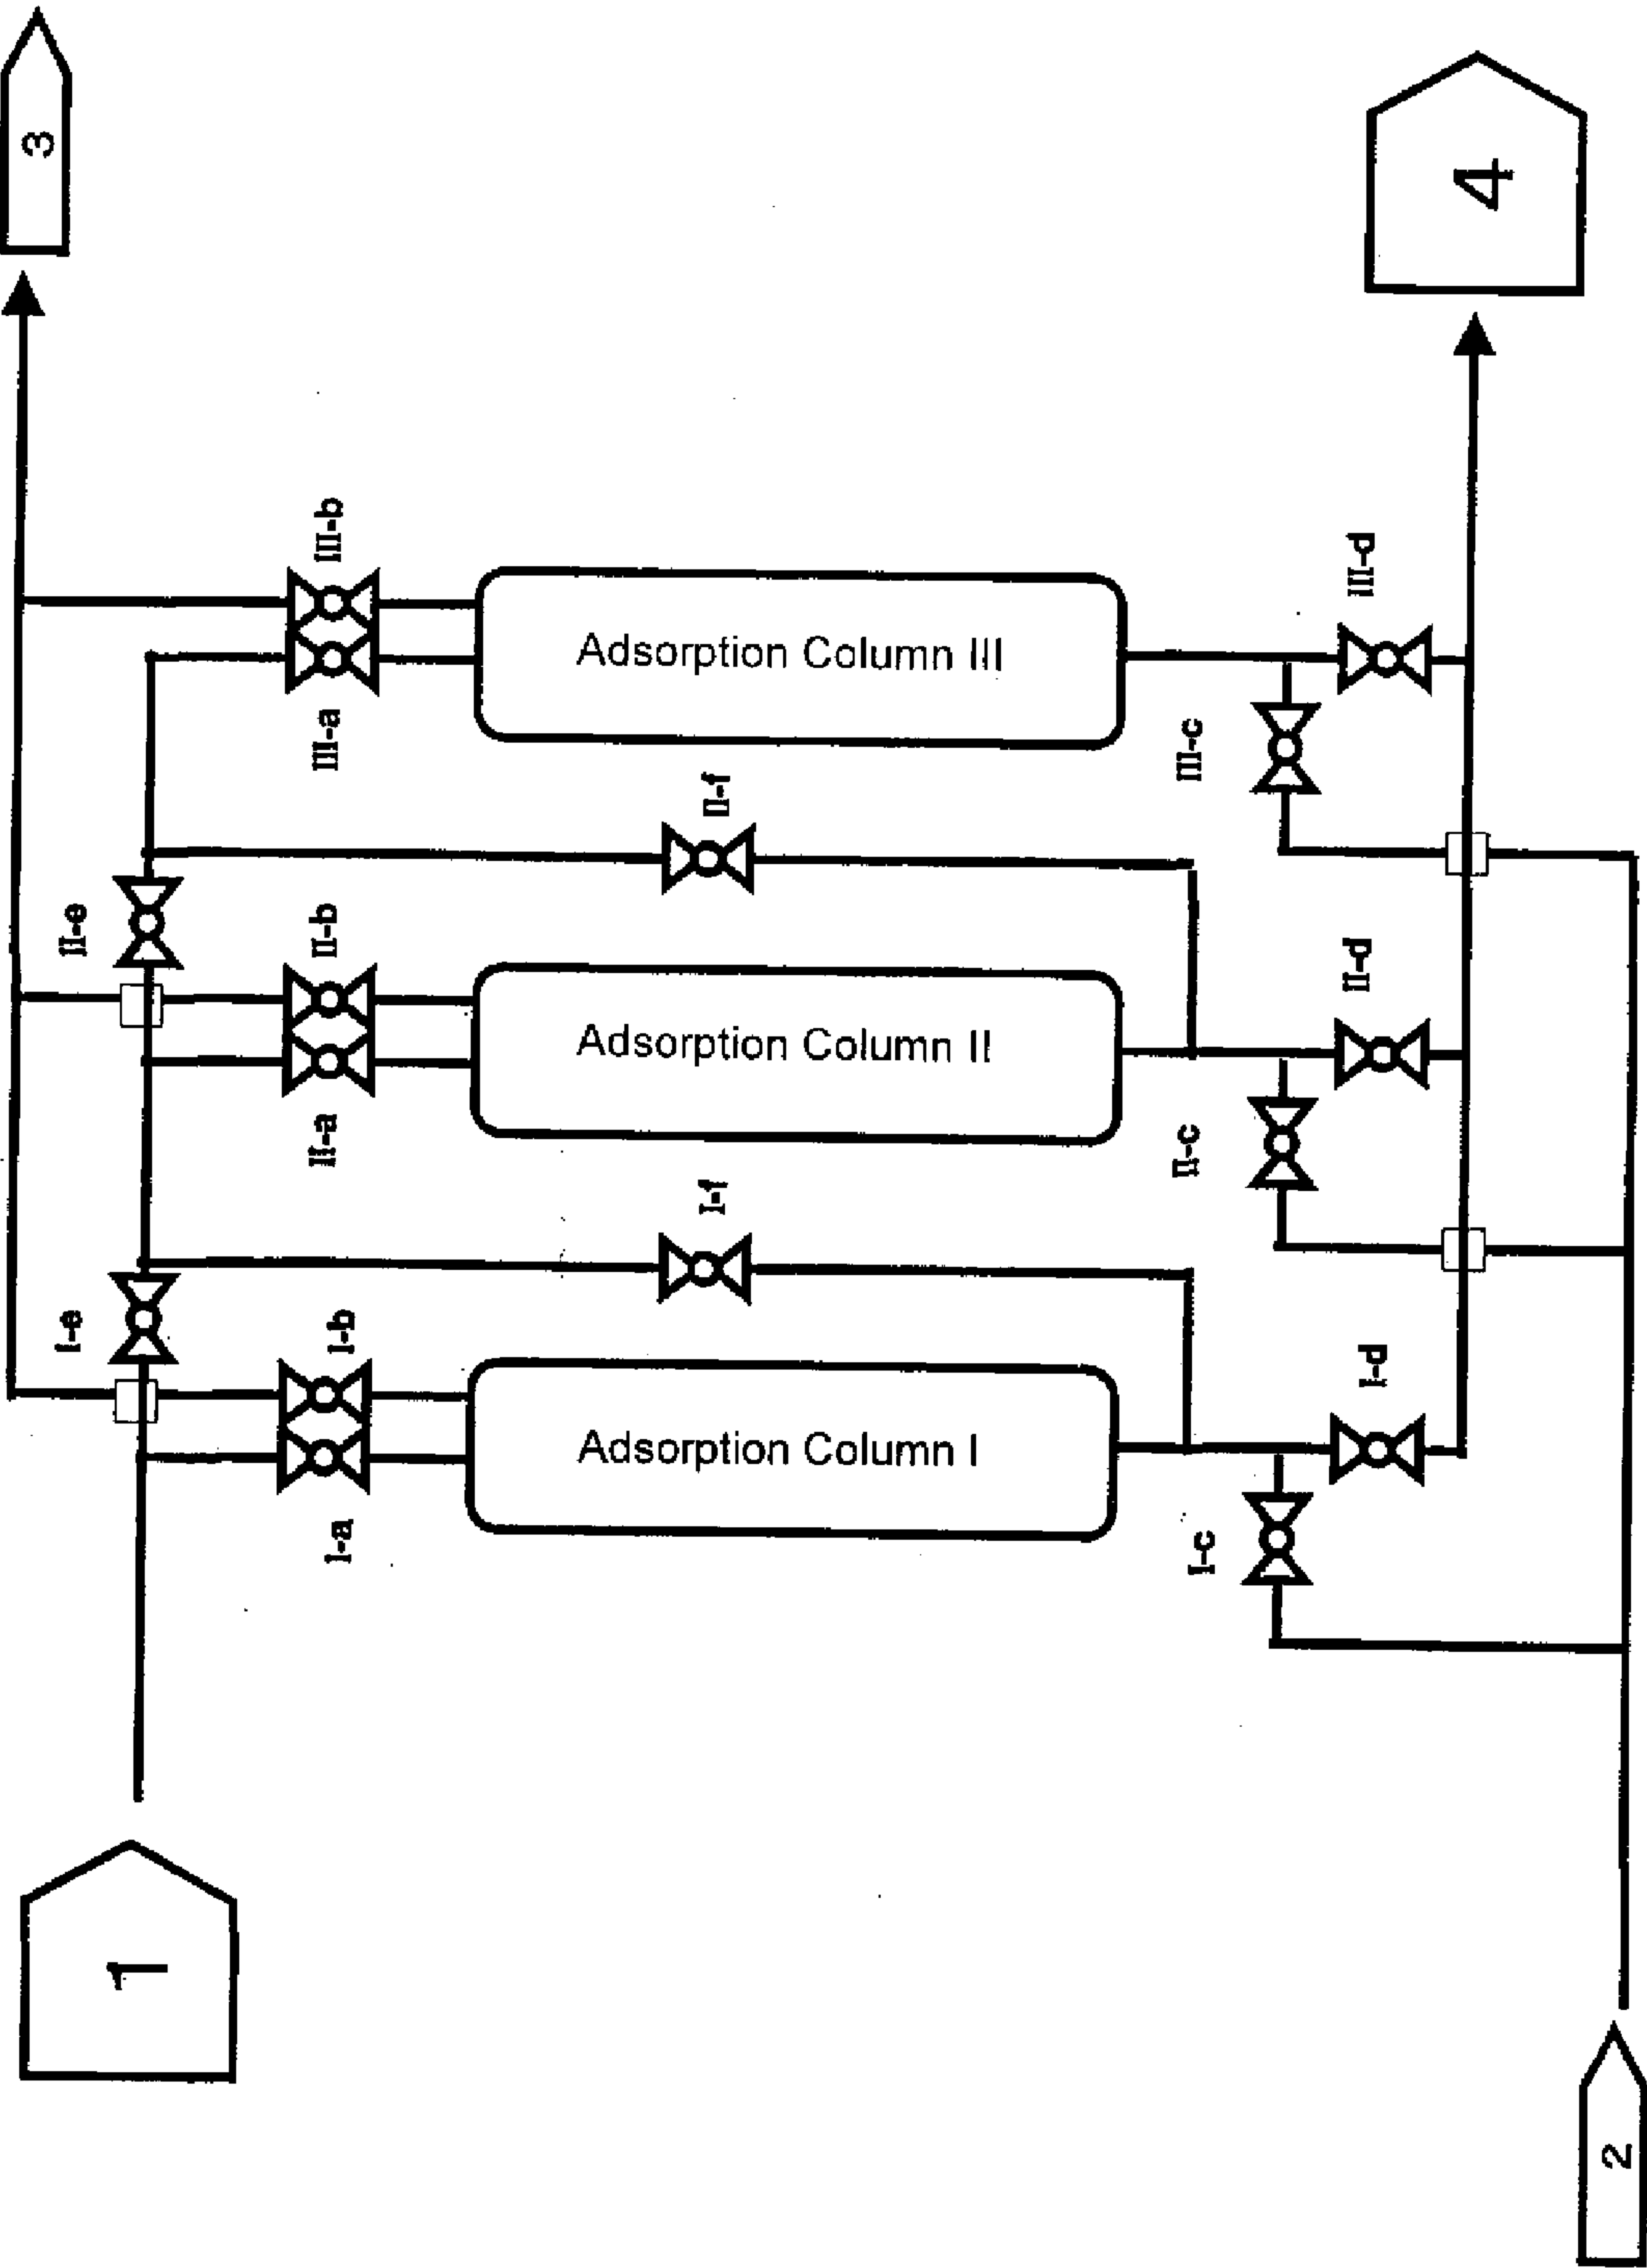 3
4
III-b
III-a
Adsorption Column III
III-d
III-c
II-f
II-e
II-b
II-a
Adsorption Column II
II-d
II-c
I-f
I-e
I-b
I-a
Adsorption Column I
I-d
I-c
1
2